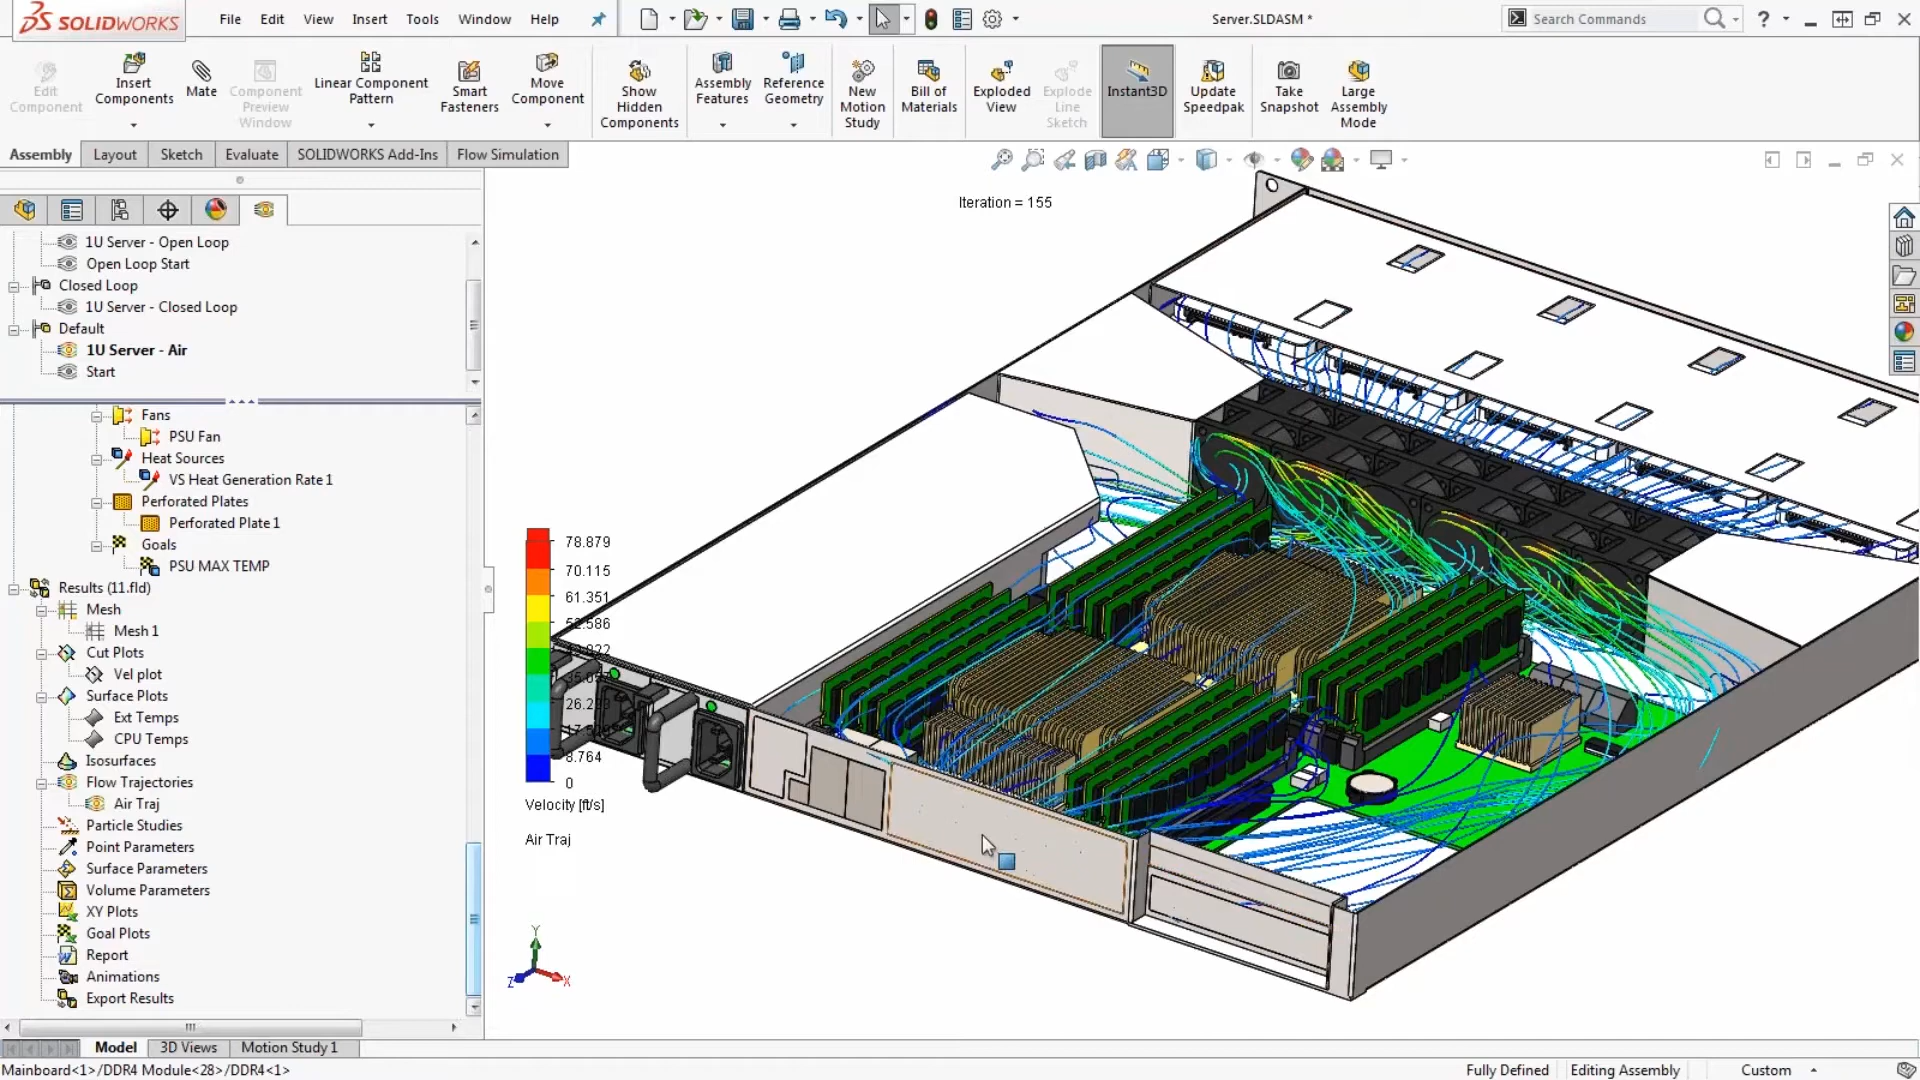 SOLIDWORKS
File Edit View Insert Tools Window Help
Server.SLDASM *
Search Commands
?
Edit Component
Insert Components
Mate
Component Preview Window
Linear Component Pattern
Smart Fasteners
Move Component
Show Hidden Components
Assembly Features
Reference Geometry
New Motion Study
Bill of Materials
Exploded View
Explode Line Sketch
Instant3D
Update Speedpak
Take Snapshot
Large Assembly Mode
Assembly Layout Sketch Evaluate SOLIDWORKS Add-Ins Flow Simulation
Iteration = 155
1U Server - Open Loop
Open Loop Start
Closed Loop
1U Server - Closed Loop
Default
1U Server - Air
Start
Fans
PSU Fan
Heat Sources
VS Heat Generation Rate 1
Perforated Plates
Perforated Plate 1
Goals
PSU MAX TEMP
Results (11.fld)
Mesh
Mesh 1
Cut Plots
Vel plot
Surface Plots
Ext Temps
CPU Temps
Isosurfaces
Flow Trajectories
Air Traj
Particle Studies
Point Parameters
Surface Parameters
Volume Parameters
XY Plots
Goal Plots
Report
Animations
Export Results
78.879
70.115
61.351
8.764
0
Velocity [ft/s]
Air Traj
Y
Z
X
Model 3D Views Motion Study 1
Mainboard<1>/DDR4 Module<28>/DDR4<1>
Fully Defined Editing Assembly Custom